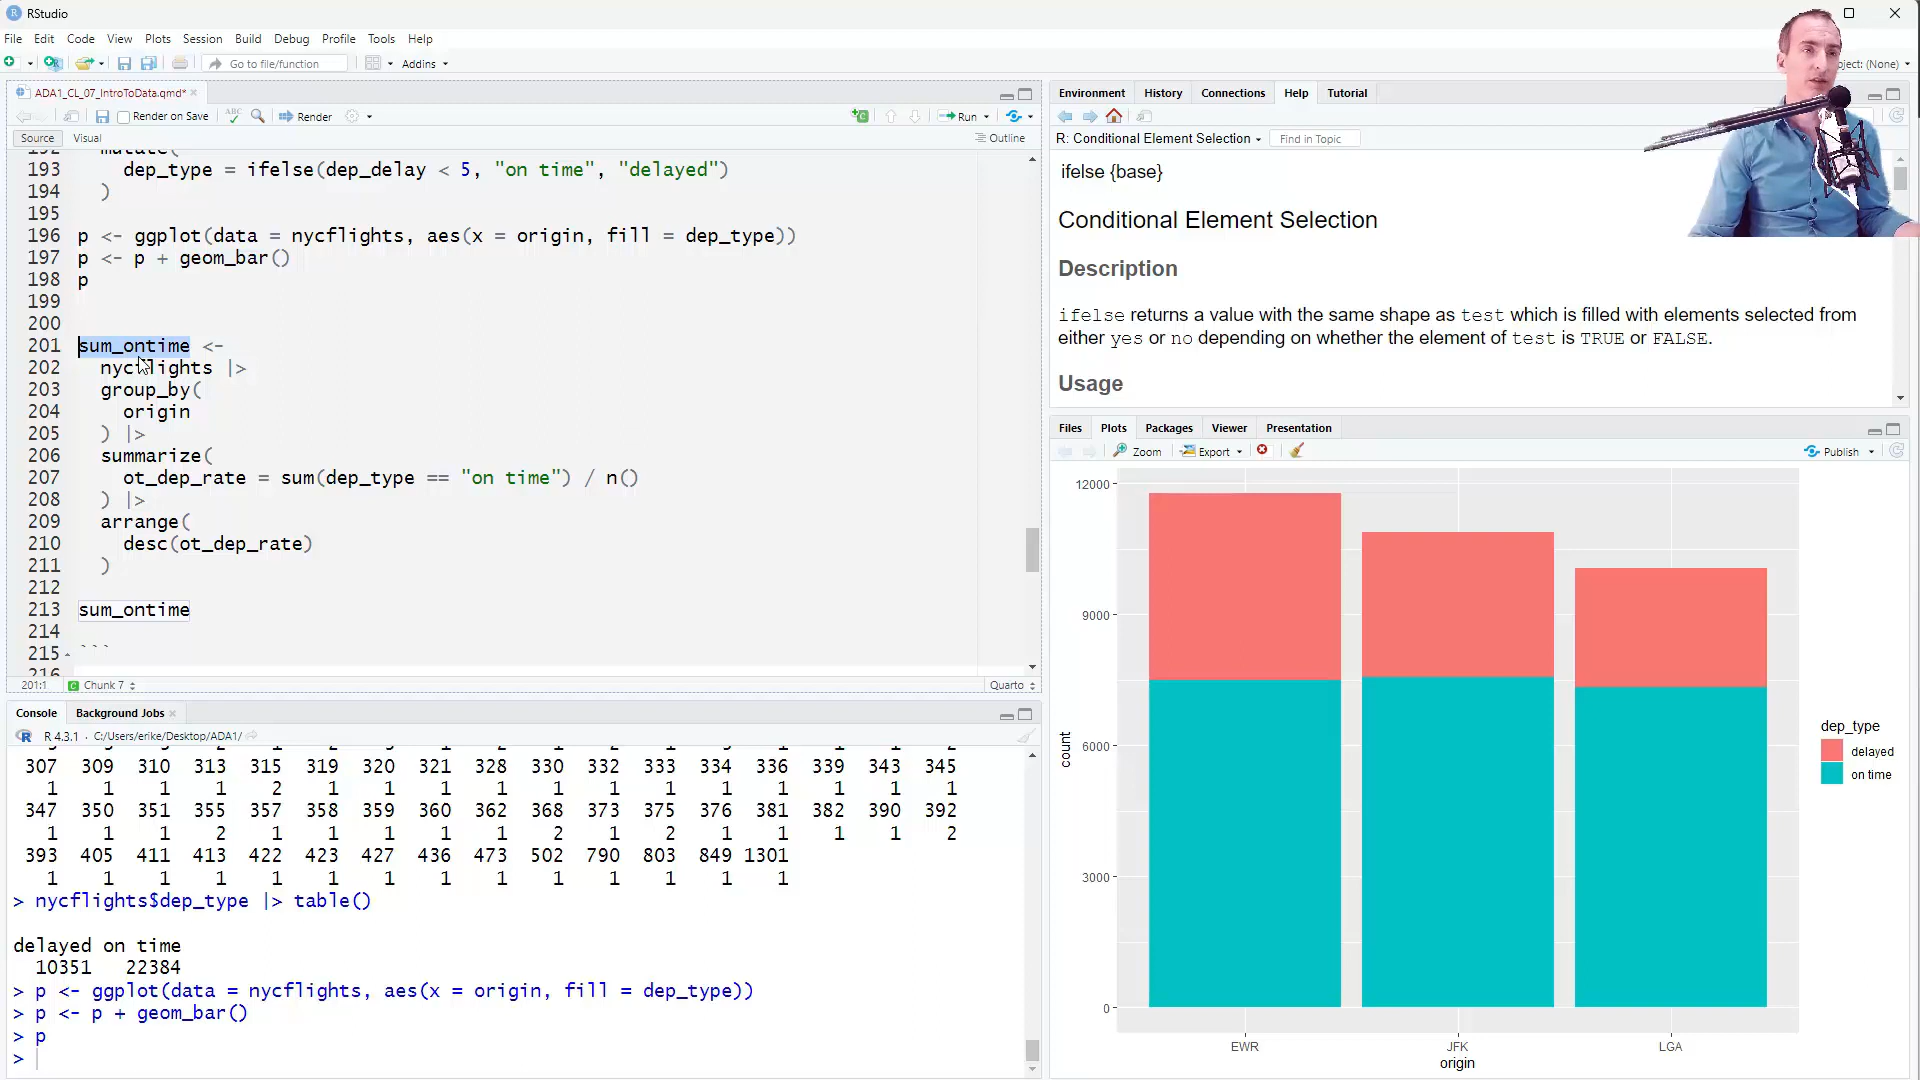 RStudio
File Edit Code View Plots Session Build Debug Profile Tools Help
Go to file/function Addins
ject: (None)
ADA1_CL_07_IntroToData.qmd*
Render on Save ABC Render Run
Source Visual Outline
192 mutate(
193 dep_type = ifelse(dep_delay < 5, "on time", "delayed")
194 )
195
196 p <- ggplot(data = nycflights, aes(x = origin, fill = dep_type))
197 p <- p + geom_bar()
198 p
199
200
201 sum_ontime <-
202 nycflights |>
203 group_by(
204 origin
205 ) |>
206 summarize(
207 ot_dep_rate = sum(dep_type == "on time") / n()
208 ) |>
209 arrange(
210 desc(ot_dep_rate)
211 )
212
213 sum_ontime
214
215 ```
216
201:1 Chunk 7 Quarto
Console Background Jobs
R 4.3.1 · C:/Users/erike/Desktop/ADA1/
307 309 310 313 315 319 320 321 328 330 332 333 334 336 339 343 345
1 1 1 1 2 1 1 1 1 1 1 1 1 1 1 1 1
347 350 351 355 357 358 359 360 362 368 373 375 376 381 382 390 392
1 1 1 2 1 1 1 1 1 2 1 2 1 1 1 1 2
393 405 411 413 422 423 427 436 473 502 790 803 849 1301
1 1 1 1 1 1 1 1 1 1 1 1 1 1
> nycflights$dep_type |> table()
delayed on time
10351 22384
> p <- ggplot(data = nycflights, aes(x = origin, fill = dep_type))
> p <- p + geom_bar()
> p
>
Environment History Connections Help Tutorial
R: Conditional Element Selection Find in Topic
ifelse {base}
Conditional Element Selection
Description
ifelse returns a value with the same shape as test which is filled with elements selected from
either yes or no depending on whether the element of test is TRUE or FALSE.
Usage
Files Plots Packages Viewer Presentation
Zoom Export Publish
12000
9000
6000
3000
0
count
EWR JFK LGA
origin
dep_type
delayed
on time